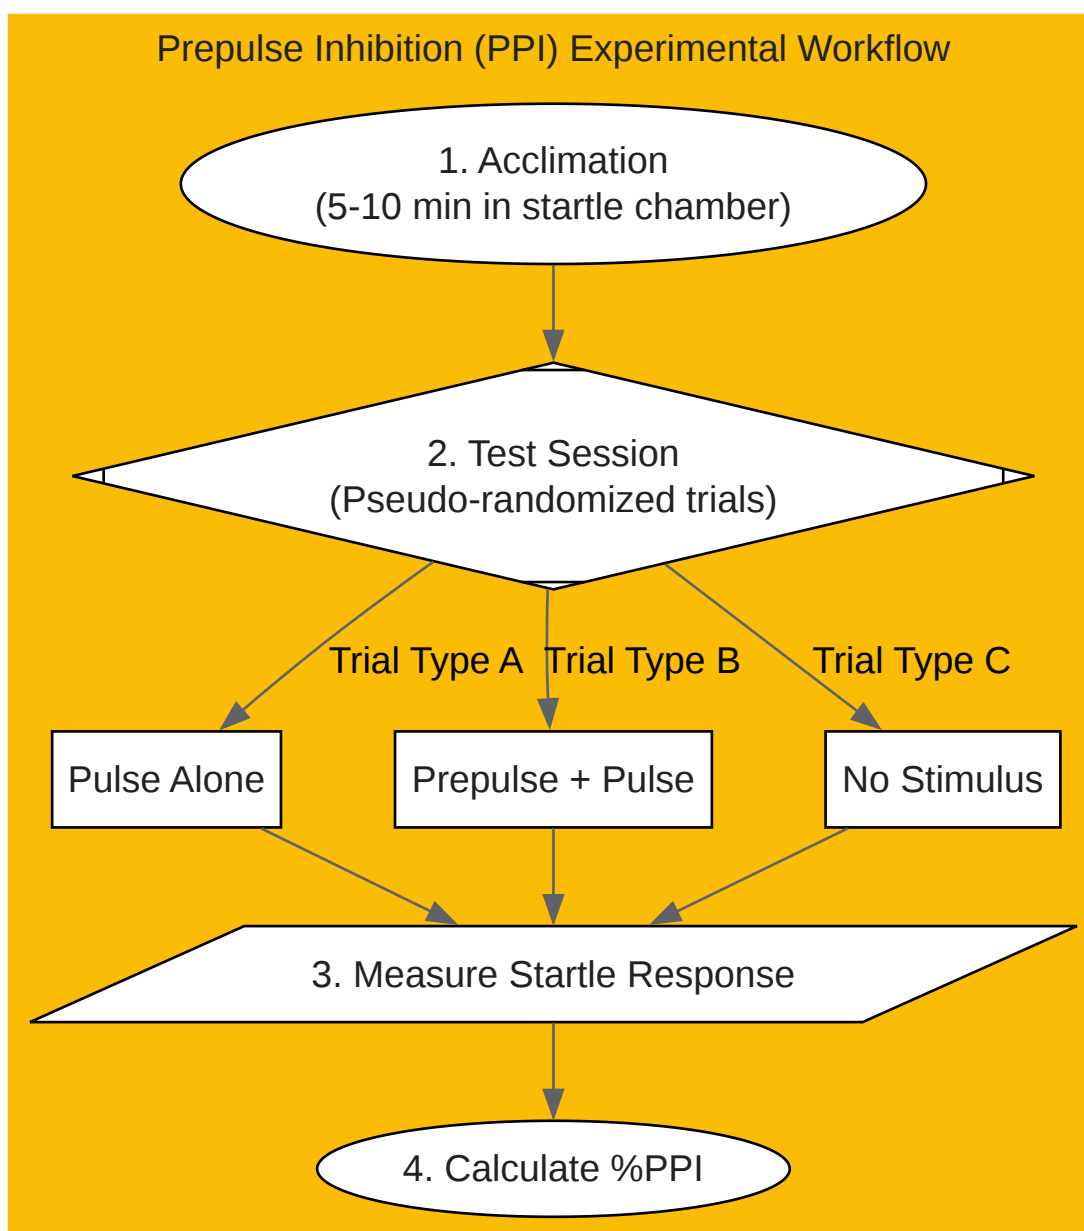 Prepulse Inhibition (PPI) Experimental Workflow
1. Acclimation
(5-10 min in startle chamber)
2. Test Session
(Pseudo-randomized trials)
Trial Type A
Trial Type B
Trial Type C
Pulse Alone
Prepulse + Pulse
No Stimulus
3. Measure Startle Response
4. Calculate %PPI